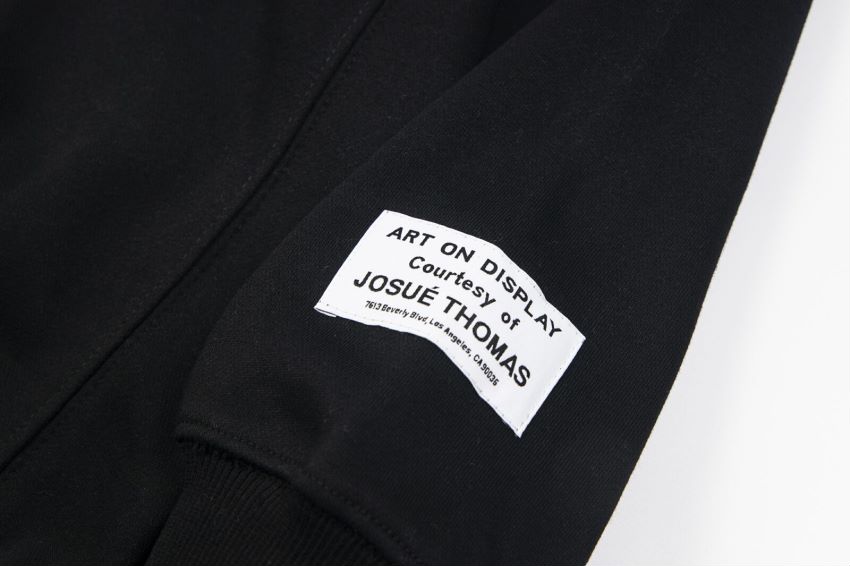 ART ON DISPLAY
Courtesy of
JOSUÉ THOMAS
7613 Beverly Blvd, Los Angeles, CA 90036